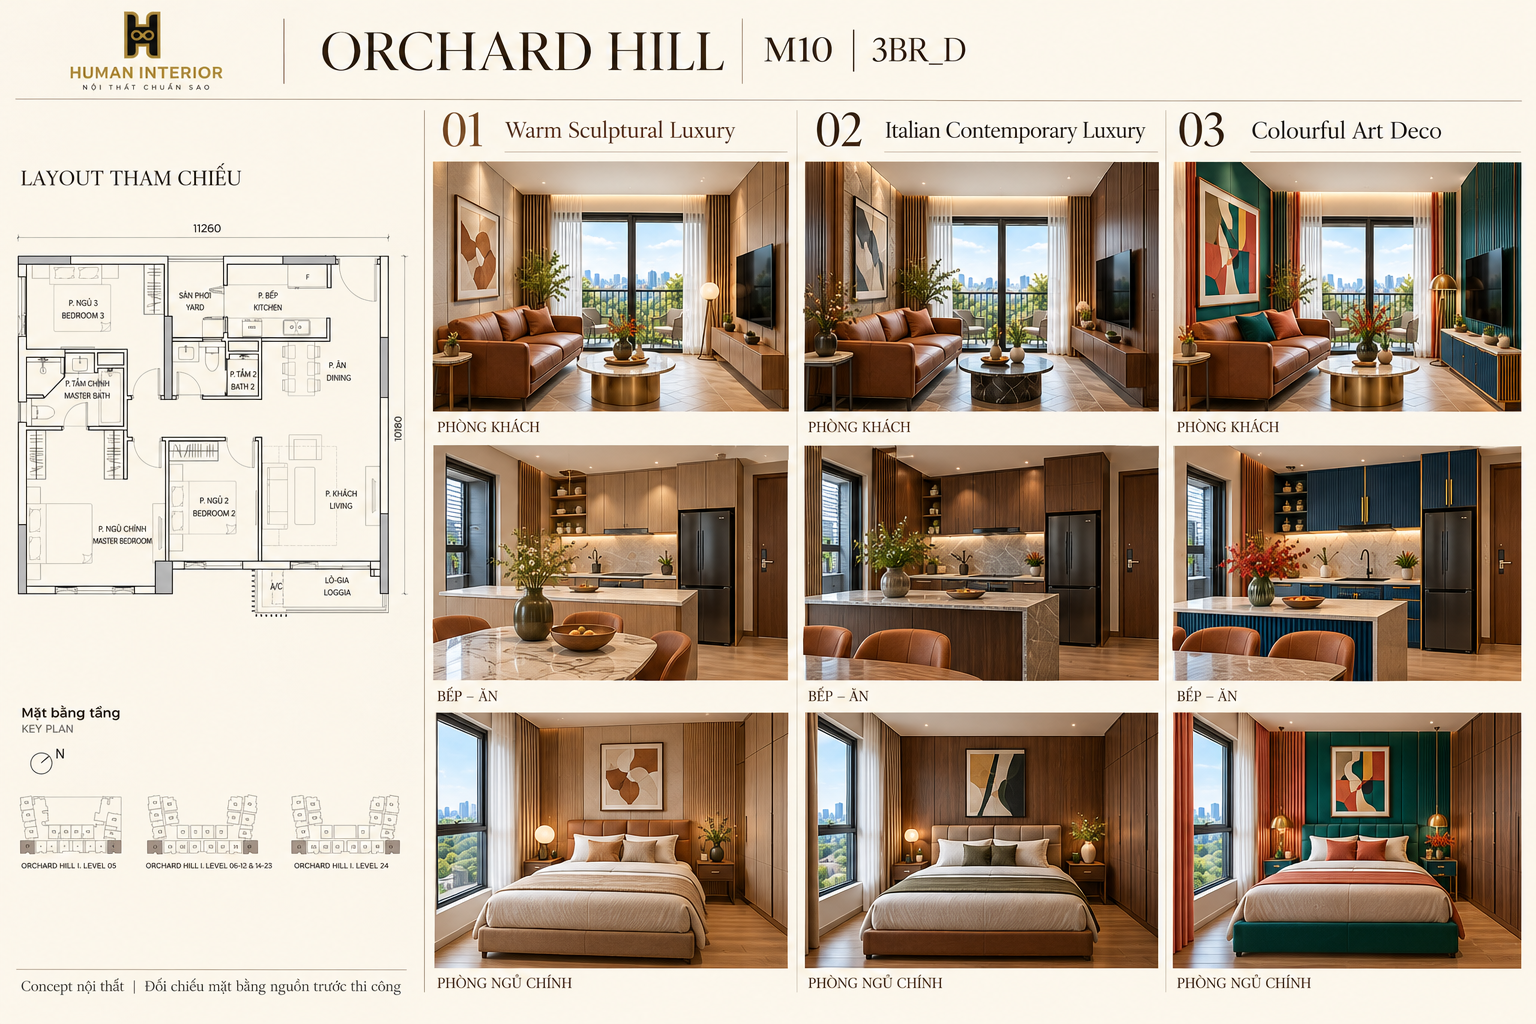 HUMAN INTERIOR
NỘI THẤT CHUẨN SAO
ORCHARD HILL
M10 | 3BR_D
LAYOUT THAM CHIẾU
11260
10180
P. NGỦ 3
BEDROOM 3
SÂN PHƠI
YARD
P. BẾP
KITCHEN
F
P. TẮM CHÍNH
MASTER BATH
P. TẮM 2
BATH 2
P. ĂN
DINING
P. NGỦ CHÍNH
MASTER BEDROOM
P. NGỦ 2
BEDROOM 2
P. KHÁCH
LIVING
A/C
LÔ-GIA
LOGGIA
Mặt bằng tầng
KEY PLAN
N
ORCHARD HILL I. LEVEL 05
ORCHARD HILL I. LEVEL 06-12 & 14-23
ORCHARD HILL I. LEVEL 24
Concept nội thất | Đối chiếu mặt bằng nguồn trước thi công
01 Warm Sculptural Luxury
PHÒNG KHÁCH
BẾP – ĂN
PHÒNG NGỦ CHÍNH
02 Italian Contemporary Luxury
PHÒNG KHÁCH
BẾP – ĂN
PHÒNG NGỦ CHÍNH
03 Colourful Art Deco
PHÒNG KHÁCH
BẾP – ĂN
PHÒNG NGỦ CHÍNH